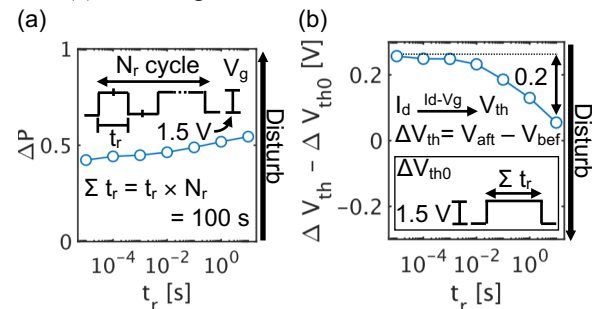 (a)
1
N_r cycle
V_g
ΔP
0.5
t_r
1.5 V
Σ t_r = t_r × N_r
= 100 s
0
Disturb
10^-4
10^-2
10^0
t_r [s]
(b)
Δ V_th - Δ V_th0 [V]
0.2
0.2
I_d
Id-Vg
V_th
0
ΔV_th= V_aft − V_bef
ΔV_th0
Σ t_r
-0.2
1.5 V
Disturb
10^-4
10^-2
10^0
t_r [s]